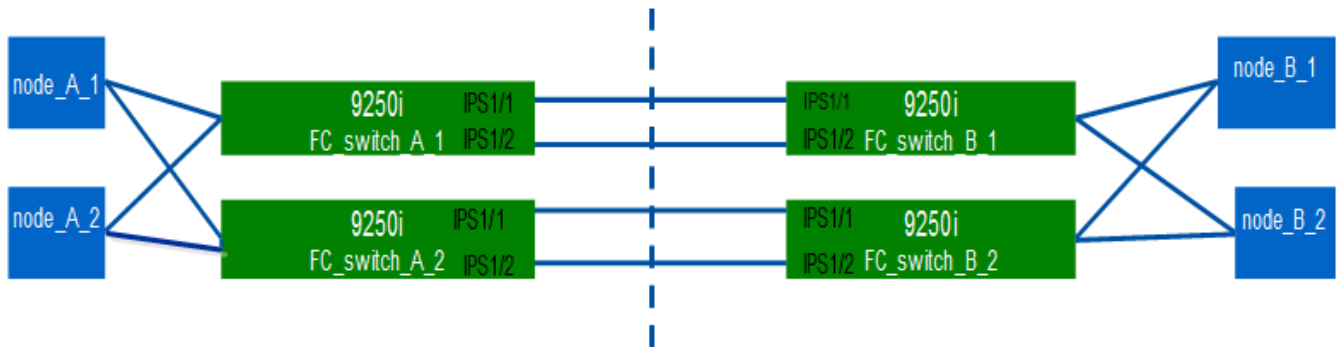 node_A_1
9250i
IPS1/1
FC_switch_A_1
IPS1/2
IPS1/1
9250i
IPS1/2
FC_switch_B_1
node_B_1
node_A_2
9250i
IPS1/1
FC_switch_A_2
IPS1/2
IPS1/1
9250i
IPS1/2
FC_switch_B_2
node_B_2